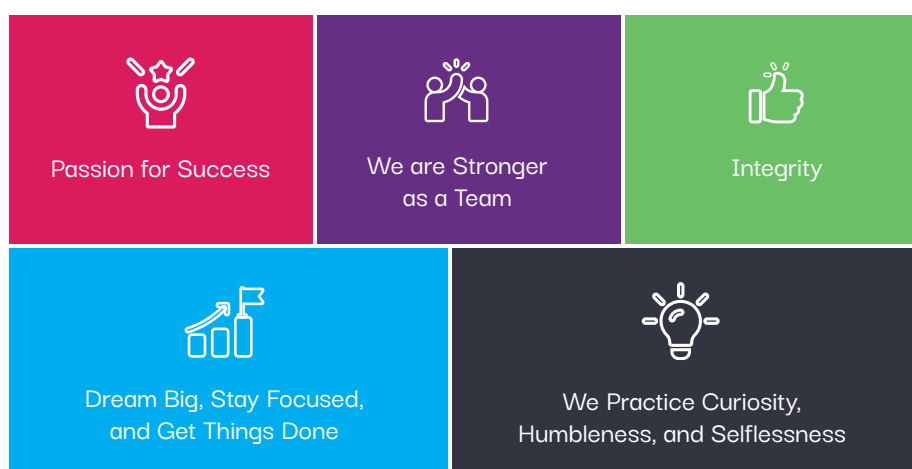 Passion for Success
We are Stronger
as a Team
Integrity
Dream Big, Stay Focused,
and Get Things Done
We Practice Curiosity,
Humbleness, and Selflessness